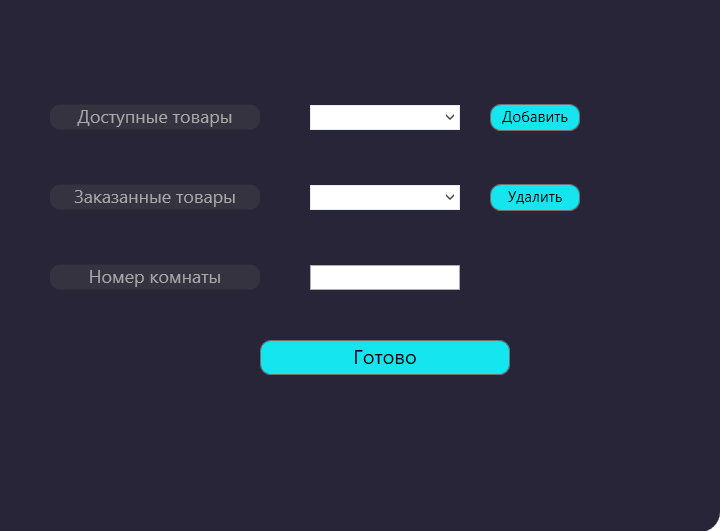 Доступные товары
Добавить
Заказанные товары
Удалить
Номер комнаты
Готово